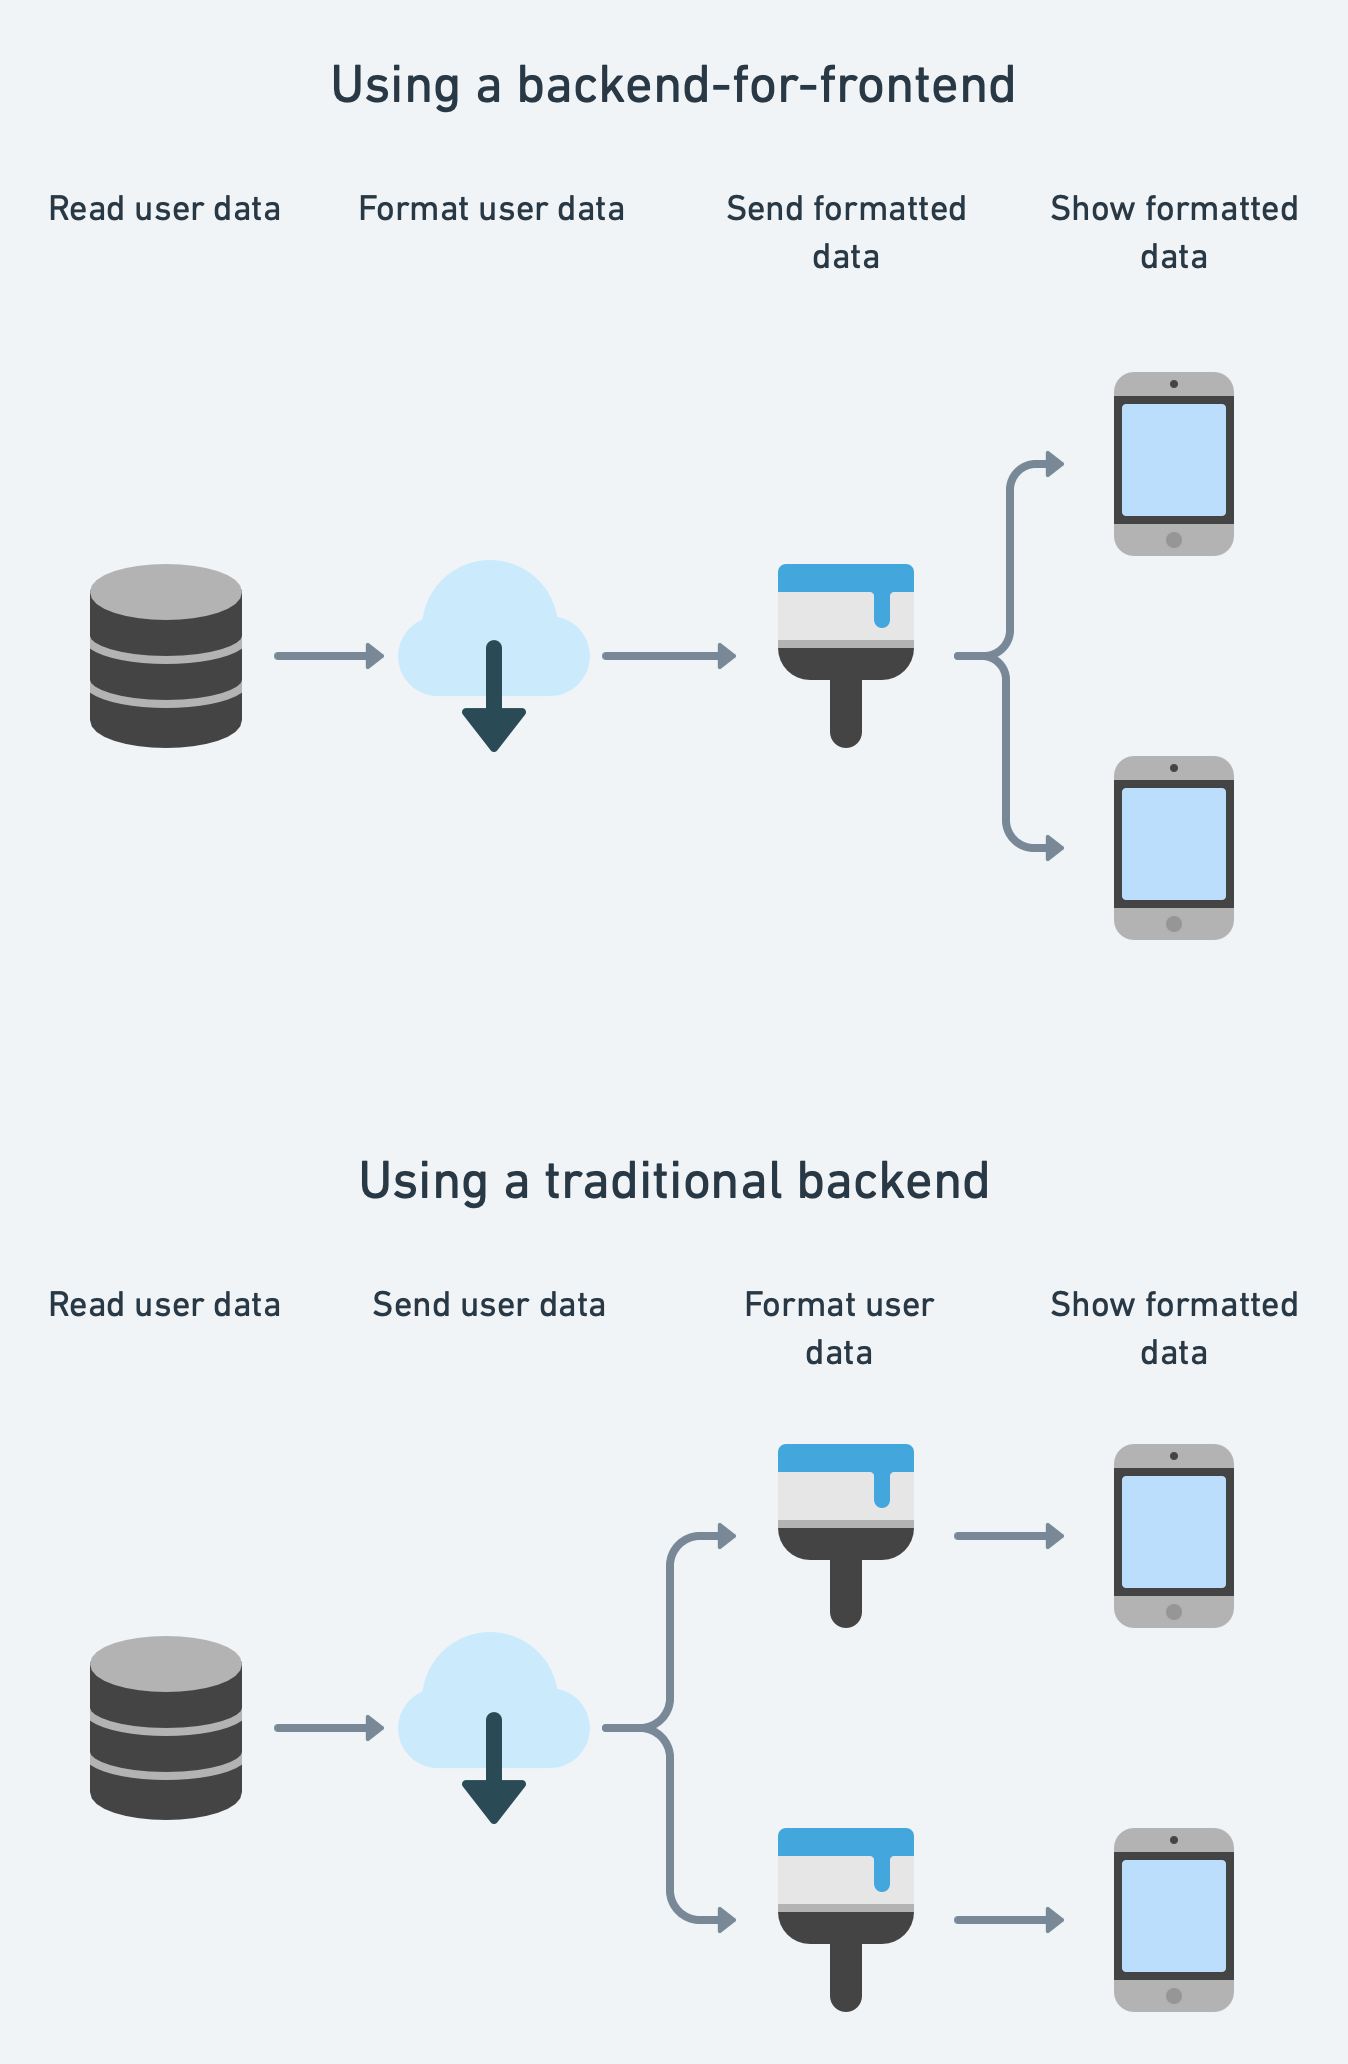 Using a backend-for-frontend
Read user data
Format user data
Send formatted
data
Show formatted
data
Using a traditional backend
Read user data
Send user data
Format user
data
Show formatted
data